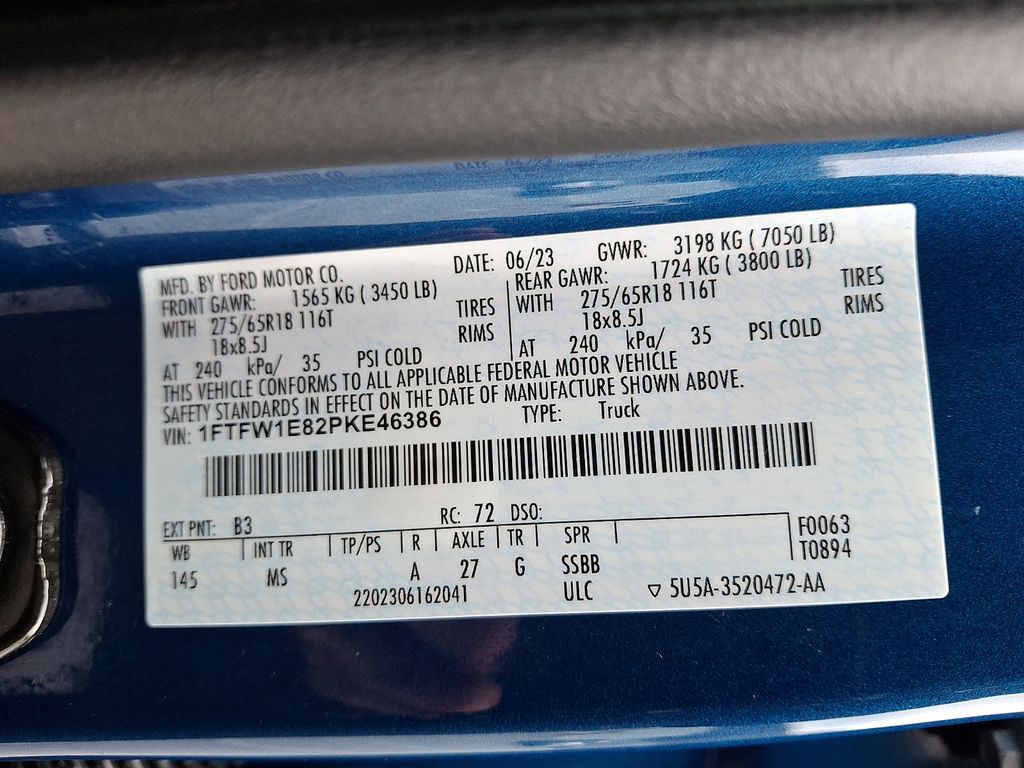 MFD. BY FORD MOTOR CO. DATE: 06/23 GVWR: 3198 KG ( 7050 LB)
FRONT GAWR: 1565 KG ( 3450 LB) REAR GAWR: 1724 KG ( 3800 LB)
WITH 275/65R18 116T TIRES WITH 275/65R18 116T TIRES
18x8.5J RIMS 18x8.5J RIMS
AT 240 kPa/ 35 PSI COLD AT 240 kPa/ 35 PSI COLD
THIS VEHICLE CONFORMS TO ALL APPLICABLE FEDERAL MOTOR VEHICLE
SAFETY STANDARDS IN EFFECT ON THE DATE OF MANUFACTURE SHOWN ABOVE.
VIN: 1FTFW1E82PKE46386 TYPE: Truck
EXT PNT: B3 RC: 72 DSO:
WB INT TR TP/PS R AXLE TR SPR F0063
T0894
145 MS A 27 G SSBB
2202306162041 ULC ▽ 5U5A-3520472-AA